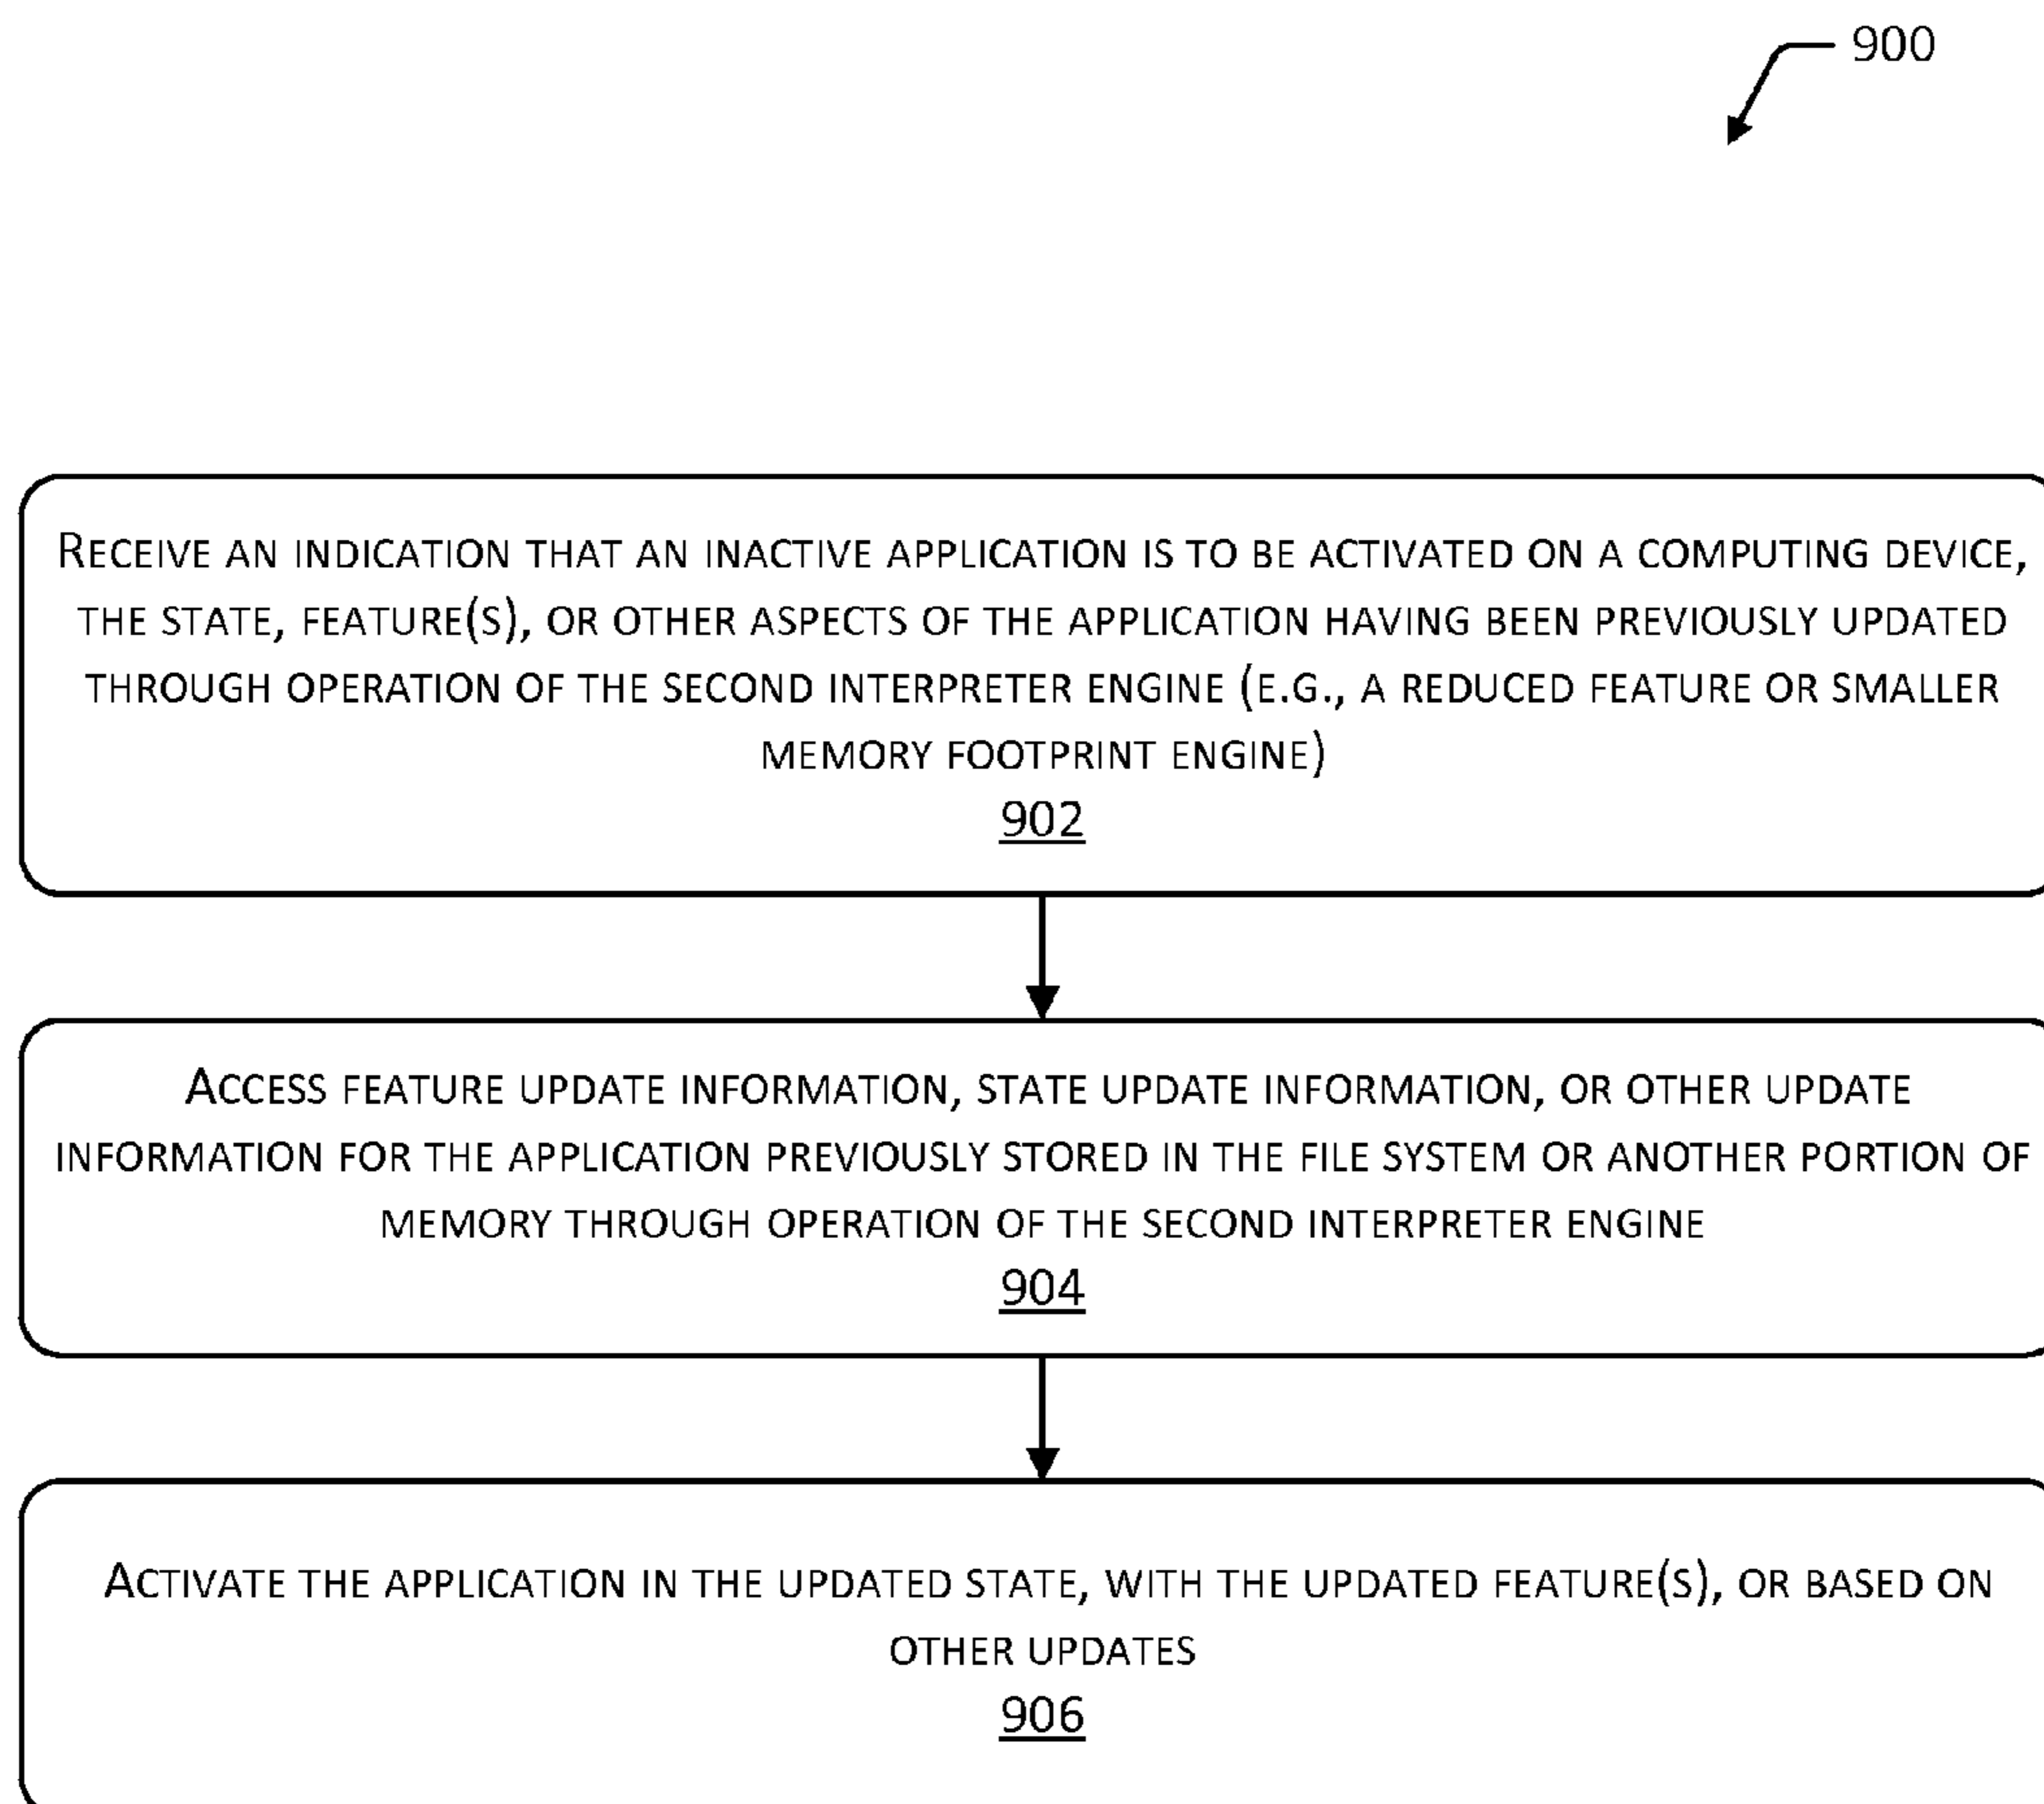 900
Receive an indication that an inactive application is to be activated on a computing device,
the state, feature(s), or other aspects of the application having been previously updated
through operation of the second interpreter engine (e.g., a reduced feature or smaller
memory footprint engine)
902
Access feature update information, state update information, or other update
information for the application previously stored in the file system or another portion of
memory through operation of the second interpreter engine
904
Activate the application in the updated state, with the updated feature(s), or based on
other updates
906